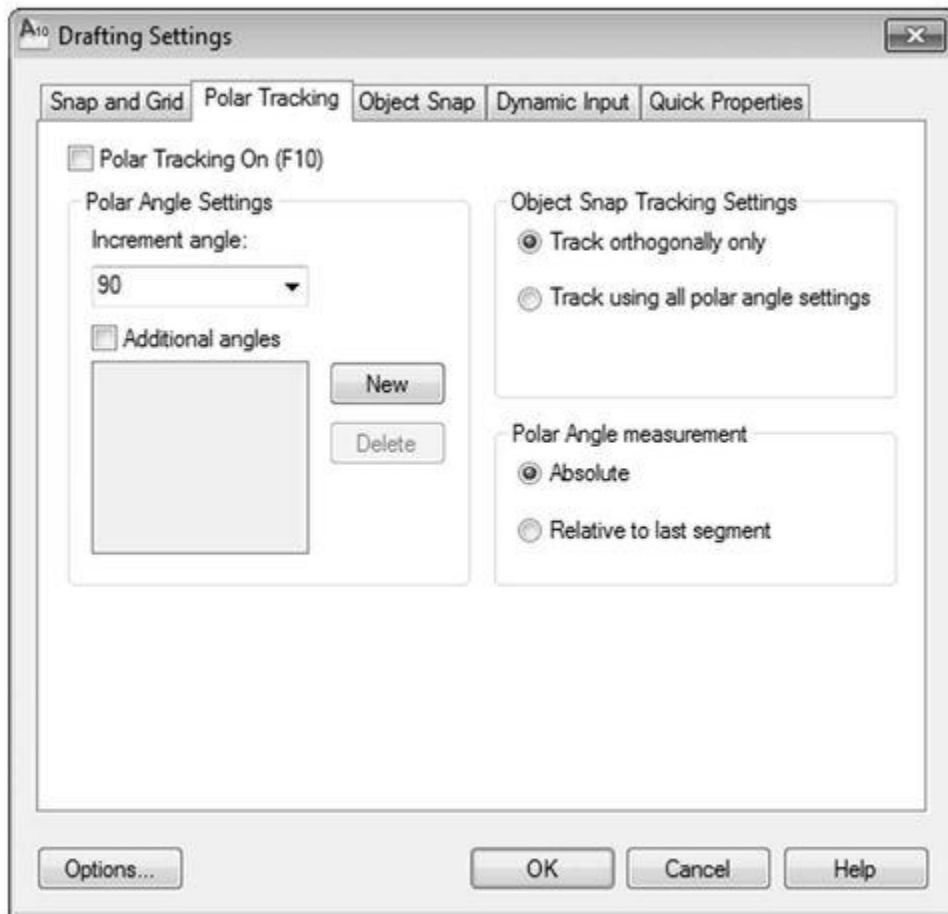 A10 Drafting Settings
Snap and Grid Polar Tracking Object Snap Dynamic Input Quick Properties
Polar Tracking On (F10)
Polar Angle Settings
Increment angle:
90
Additional angles
New
Delete
Object Snap Tracking Settings
Track orthogonally only
Track using all polar angle settings
Polar Angle measurement
Absolute
Relative to last segment
Options... OK Cancel Help